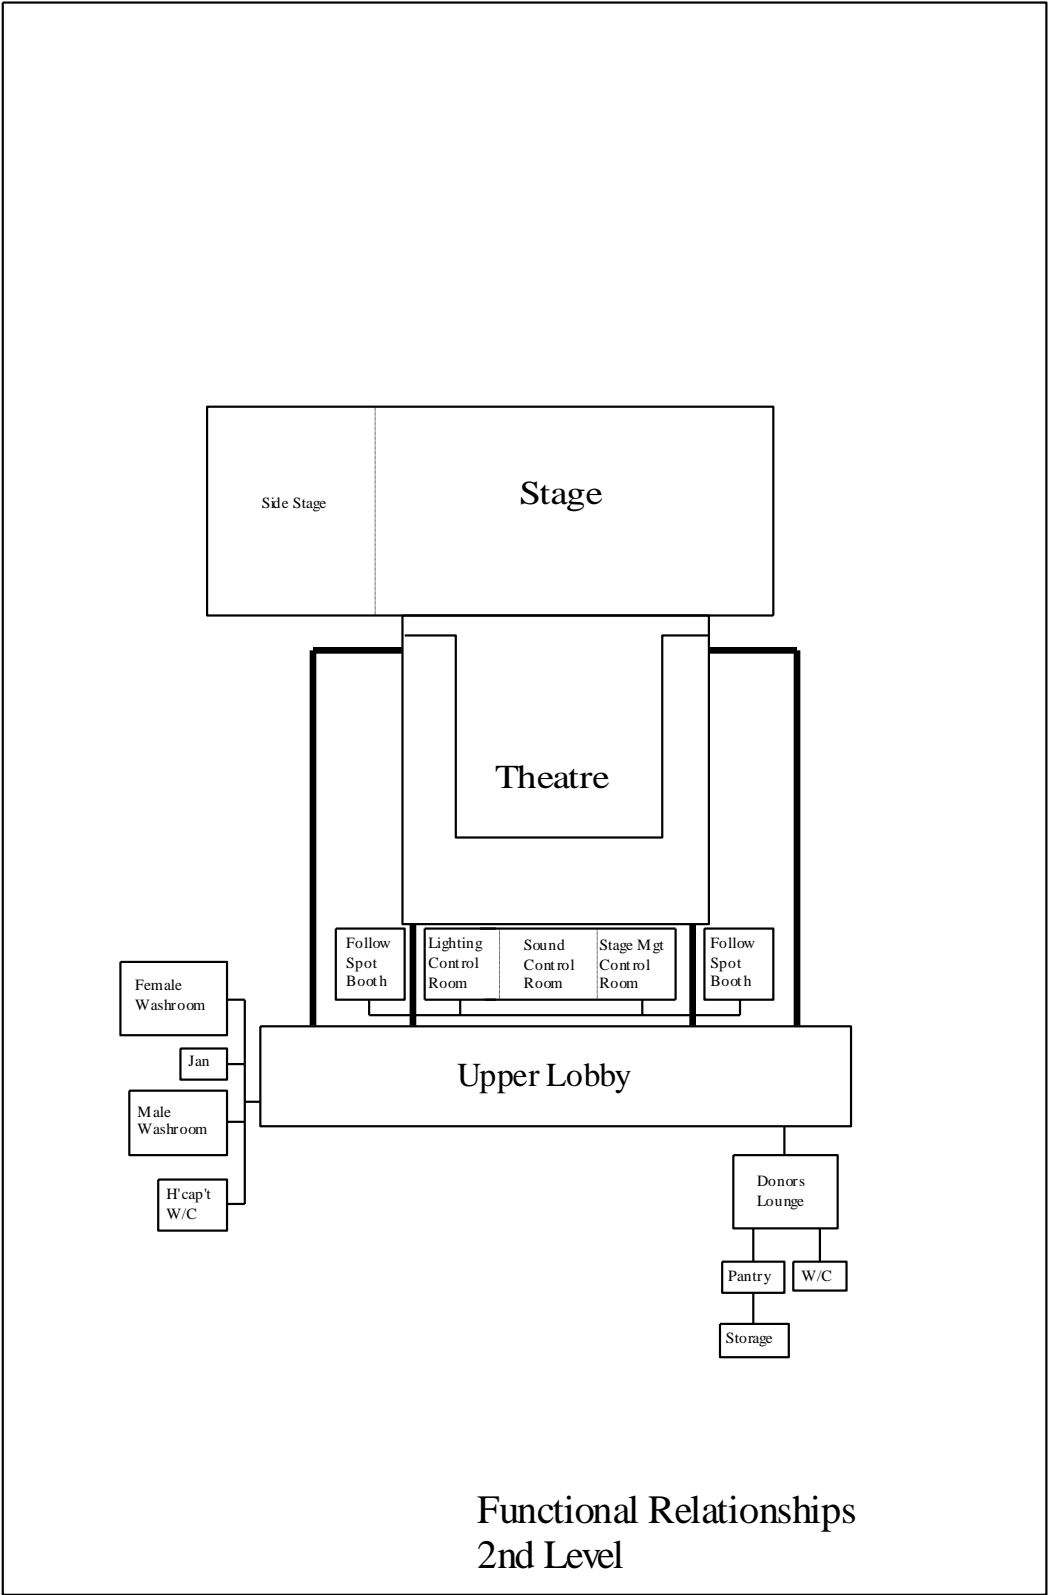 Side Stage
Stage
Theatre
Follow
Spot
Booth
Lighting
Control
Room
Sound
Control
Room
Stage Mgt
Control
Room
Follow
Spot
Booth
Female
Washroom
Jan
Male
Washroom
H'cap't
W/C
Upper Lobby
Donors
Lounge
Pantry
W/C
Storage
Functional Relationships
2nd Level